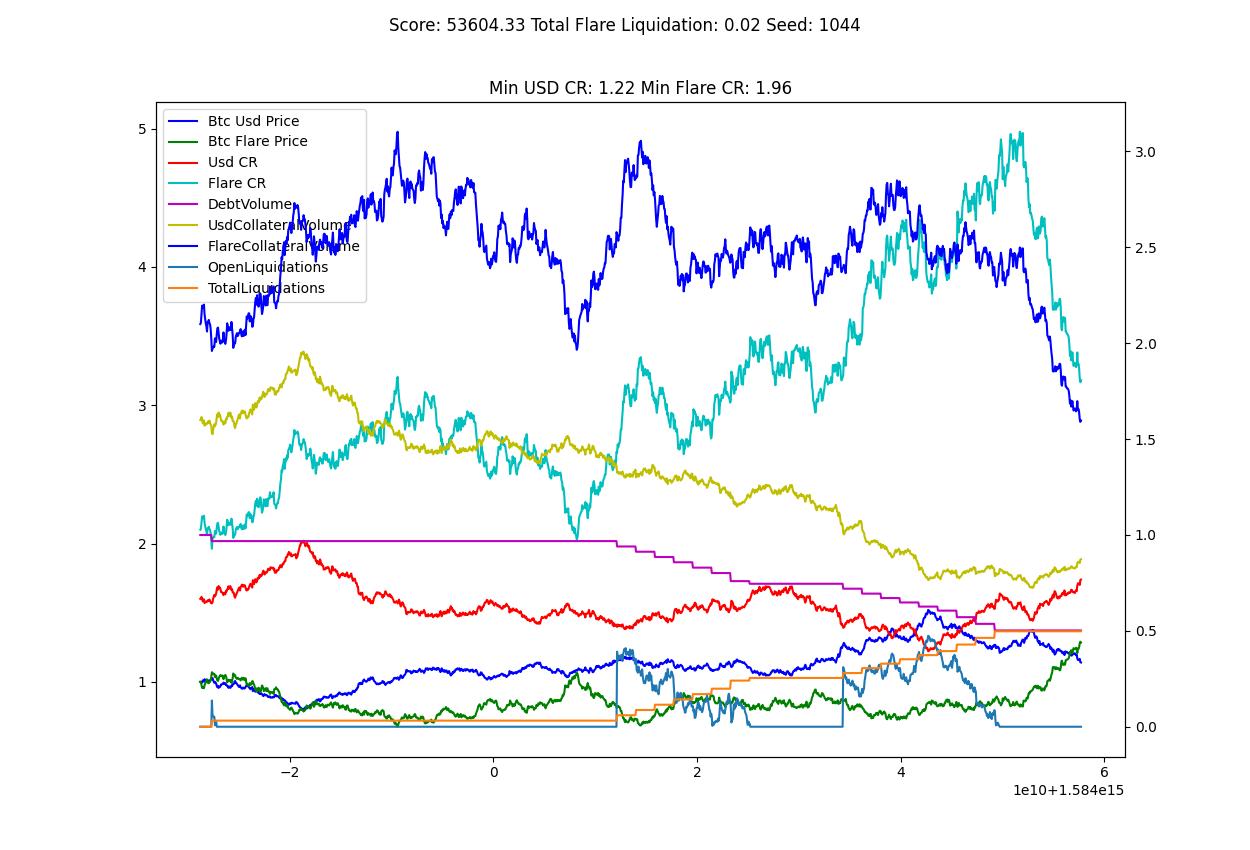 Score: 53604.33 Total Flare Liquidation: 0.02 Seed: 1044
Min USD CR: 1.22 Min Flare CR: 1.96
Btc Usd Price
Btc Flare Price
Usd CR
Flare CR
DebtVolume
UsdCollateralVolume
FlareCollateralVolume
OpenLiquidations
TotalLiquidations
5
4
3
2
1
3.0
2.5
2.0
1.5
1.0
0.5
0.0
−2
0
2
4
6
1e10+1.584e15